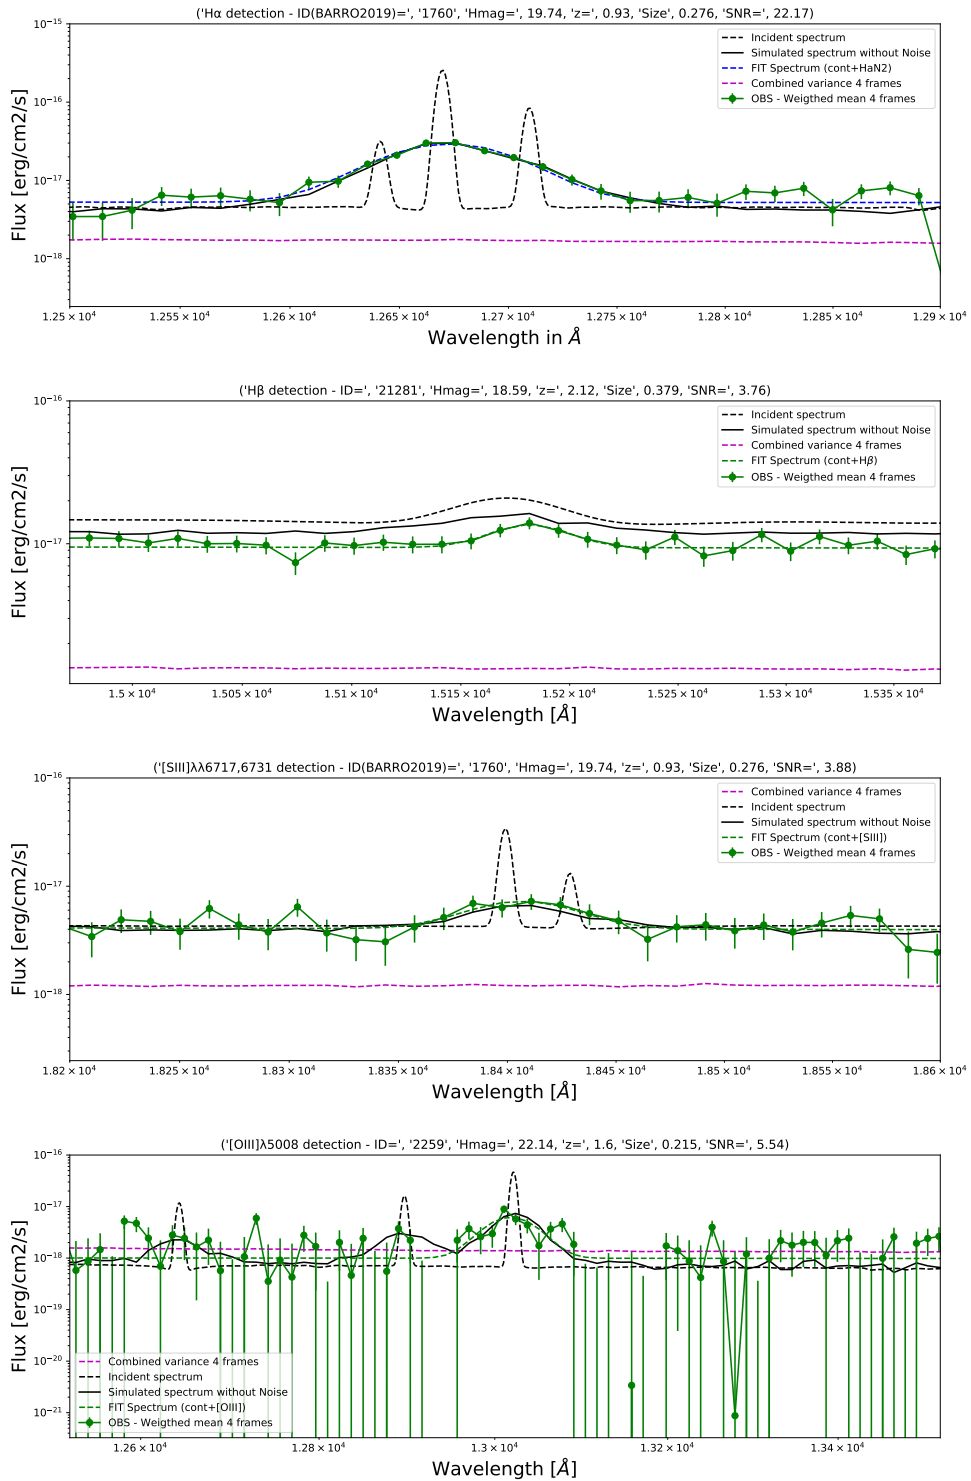 ('Hα detection - ID(BARRO2019)=', '1760', 'Hmag=', 19.74, 'z=', 0.93, 'Size', 0.276, 'SNR=', 22.17)
Flux [erg/cm2/s]
10⁻¹⁵
10⁻¹⁶
10⁻¹⁷
10⁻¹⁸
Incident spectrum
Simulated spectrum without Noise
FIT Spectrum (cont+HaN2)
Combined variance 4 frames
OBS - Weigthed mean 4 frames
1.25 × 10⁴ 1.255 × 10⁴ 1.26 × 10⁴ 1.265 × 10⁴ 1.27 × 10⁴ 1.275 × 10⁴ 1.28 × 10⁴ 1.285 × 10⁴ 1.29 × 10⁴
Wavelength in Å
('Hβ detection - ID=', '21281', 'Hmag=', 18.59, 'z=', 2.12, 'Size', 0.379, 'SNR=', 3.76)
Flux [erg/cm2/s]
10⁻¹⁶
10⁻¹⁷
Incident spectrum
Simulated spectrum without Noise
Combined variance 4 frames
FIT Spectrum (cont+Hβ)
OBS - Weigthed mean 4 frames
1.5 × 10⁴ 1.505 × 10⁴ 1.51 × 10⁴ 1.515 × 10⁴ 1.52 × 10⁴ 1.525 × 10⁴ 1.53 × 10⁴ 1.535 × 10⁴
Wavelength [Å]
('[SIII]λλ6717,6731 detection - ID(BARRO2019)=', '1760', 'Hmag=', 19.74, 'z=', 0.93, 'Size', 0.276, 'SNR=', 3.88)
Flux [erg/cm2/s]
10⁻¹⁶
10⁻¹⁷
10⁻¹⁸
Combined variance 4 frames
Incident spectrum
Simulated spectrum without Noise
FIT Spectrum (cont+[SIII])
OBS - Weigthed mean 4 frames
1.82 × 10⁴ 1.825 × 10⁴ 1.83 × 10⁴ 1.835 × 10⁴ 1.84 × 10⁴ 1.845 × 10⁴ 1.85 × 10⁴ 1.855 × 10⁴ 1.86 × 10⁴
Wavelength [Å]
('[OIII]λ5008 detection - ID=', '2259', 'Hmag=', 22.14, 'z=', 1.6, 'Size', 0.215, 'SNR=', 5.54)
Flux [erg/cm2/s]
10⁻¹⁶
10⁻¹⁷
10⁻¹⁸
10⁻¹⁹
10⁻²⁰
10⁻²¹
Combined variance 4 frames
Incident spectrum
Simulated spectrum without Noise
FIT Spectrum (cont+[OIII])
OBS - Weigthed mean 4 frames
1.26 × 10⁴ 1.28 × 10⁴ 1.3 × 10⁴ 1.32 × 10⁴ 1.34 × 10⁴
Wavelength [Å]